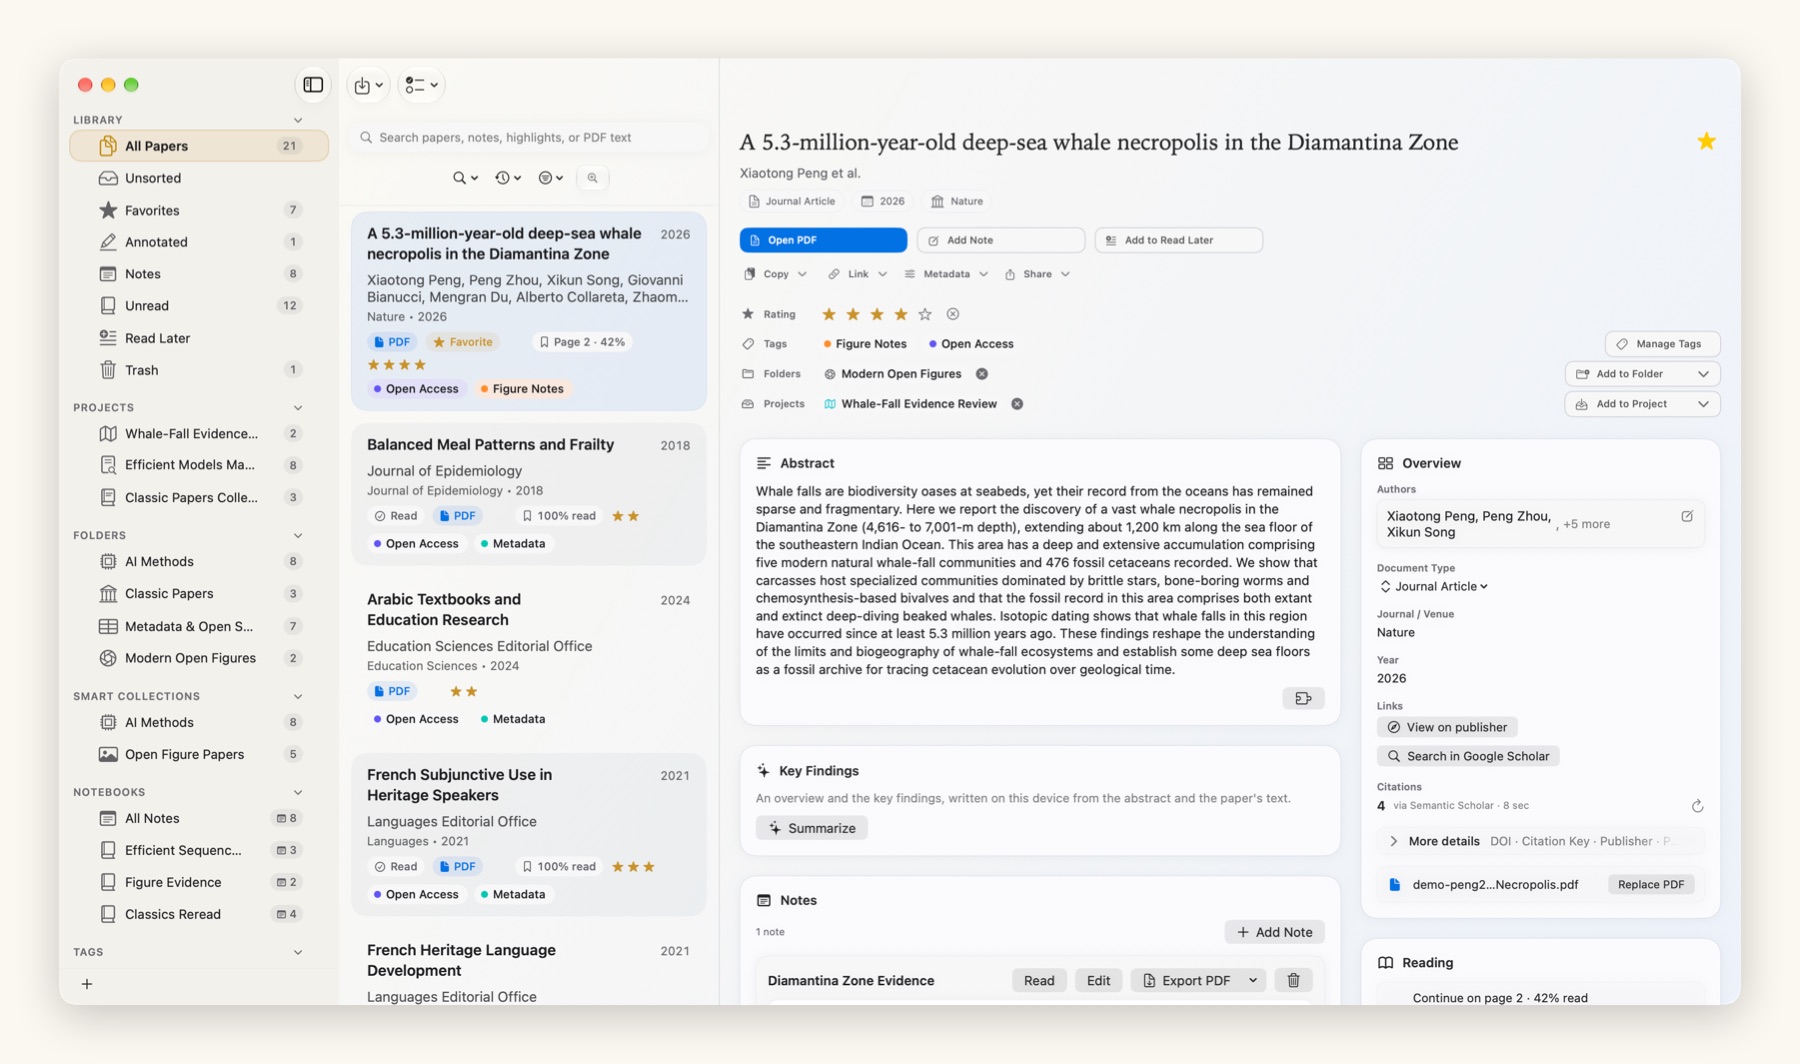 LIBRARY
All Papers 21
Unsorted
Favorites 7
Annotated 1
Notes 8
Unread 12
Read Later
Trash 1
PROJECTS
Whale-Fall Evidence... 2
Efficient Models Ma... 8
Classic Papers Colle... 3
FOLDERS
AI Methods 8
Classic Papers 3
Metadata & Open S... 7
Modern Open Figures 2
SMART COLLECTIONS
AI Methods 8
Open Figure Papers 5
NOTEBOOKS
All Notes 8
Efficient Sequenc... 3
Figure Evidence 2
Classics Reread 4
TAGS
Search papers, notes, highlights, or PDF text
A 5.3-million-year-old deep-sea whale 2026
necropolis in the Diamantina Zone
Xiaotong Peng, Peng Zhou, Xikun Song, Giovanni
Bianucci, Mengran Du, Alberto Collareta, Zhaom...
Nature • 2026
PDF Favorite Page 2 · 42%
Open Access Figure Notes
Balanced Meal Patterns and Frailty 2018
Journal of Epidemiology
Journal of Epidemiology • 2018
Read PDF 100% read
Open Access Metadata
Arabic Textbooks and 2024
Education Research
Education Sciences Editorial Office
Education Sciences • 2024
PDF
Open Access Metadata
French Subjunctive Use in 2021
Heritage Speakers
Languages Editorial Office
Languages • 2021
Read PDF 100% read
Open Access Metadata
French Heritage Language 2021
Development
Languages Editorial Office
A 5.3-million-year-old deep-sea whale necropolis in the Diamantina Zone
Xiaotong Peng et al.
Journal Article 2026 Nature
Open PDF Add Note Add to Read Later
Copy Link Metadata Share
Rating
Tags Figure Notes Open Access Manage Tags
Folders Modern Open Figures Add to Folder
Projects Whale-Fall Evidence Review Add to Project
Abstract
Whale falls are biodiversity oases at seabeds, yet their record from the oceans has remained
sparse and fragmentary. Here we report the discovery of a vast whale necropolis in the
Diamantina Zone (4,616- to 7,001-m depth), extending about 1,200 km along the sea floor of
the southeastern Indian Ocean. This area has a deep and extensive accumulation comprising
five modern natural whale-fall communities and 476 fossil cetaceans recorded. We show that
carcasses host specialized communities dominated by brittle stars, bone-boring worms and
chemosynthesis-based bivalves and that the fossil record in this area comprises both extant
and extinct deep-diving beaked whales. Isotopic dating shows that whale falls in this region
have occurred since at least 5.3 million years ago. These findings reshape the understanding
of the limits and biogeography of whale-fall ecosystems and establish some deep sea floors
as a fossil archive for tracing cetacean evolution over geological time.
Key Findings
An overview and the key findings, written on this device from the abstract and the paper's text.
Summarize
Notes
1 note Add Note
Diamantina Zone Evidence Read Edit Export PDF
Overview
Authors
Xiaotong Peng, Peng Zhou, , +5 more
Xikun Song
Document Type
Journal Article
Journal / Venue
Nature
Year
2026
Links
View on publisher
Search in Google Scholar
Citations
4 via Semantic Scholar · 8 sec
More details DOI · Citation Key · Publisher · P...
demo-peng2...Necropolis.pdf Replace PDF
Reading
Continue on page 2 · 42% read